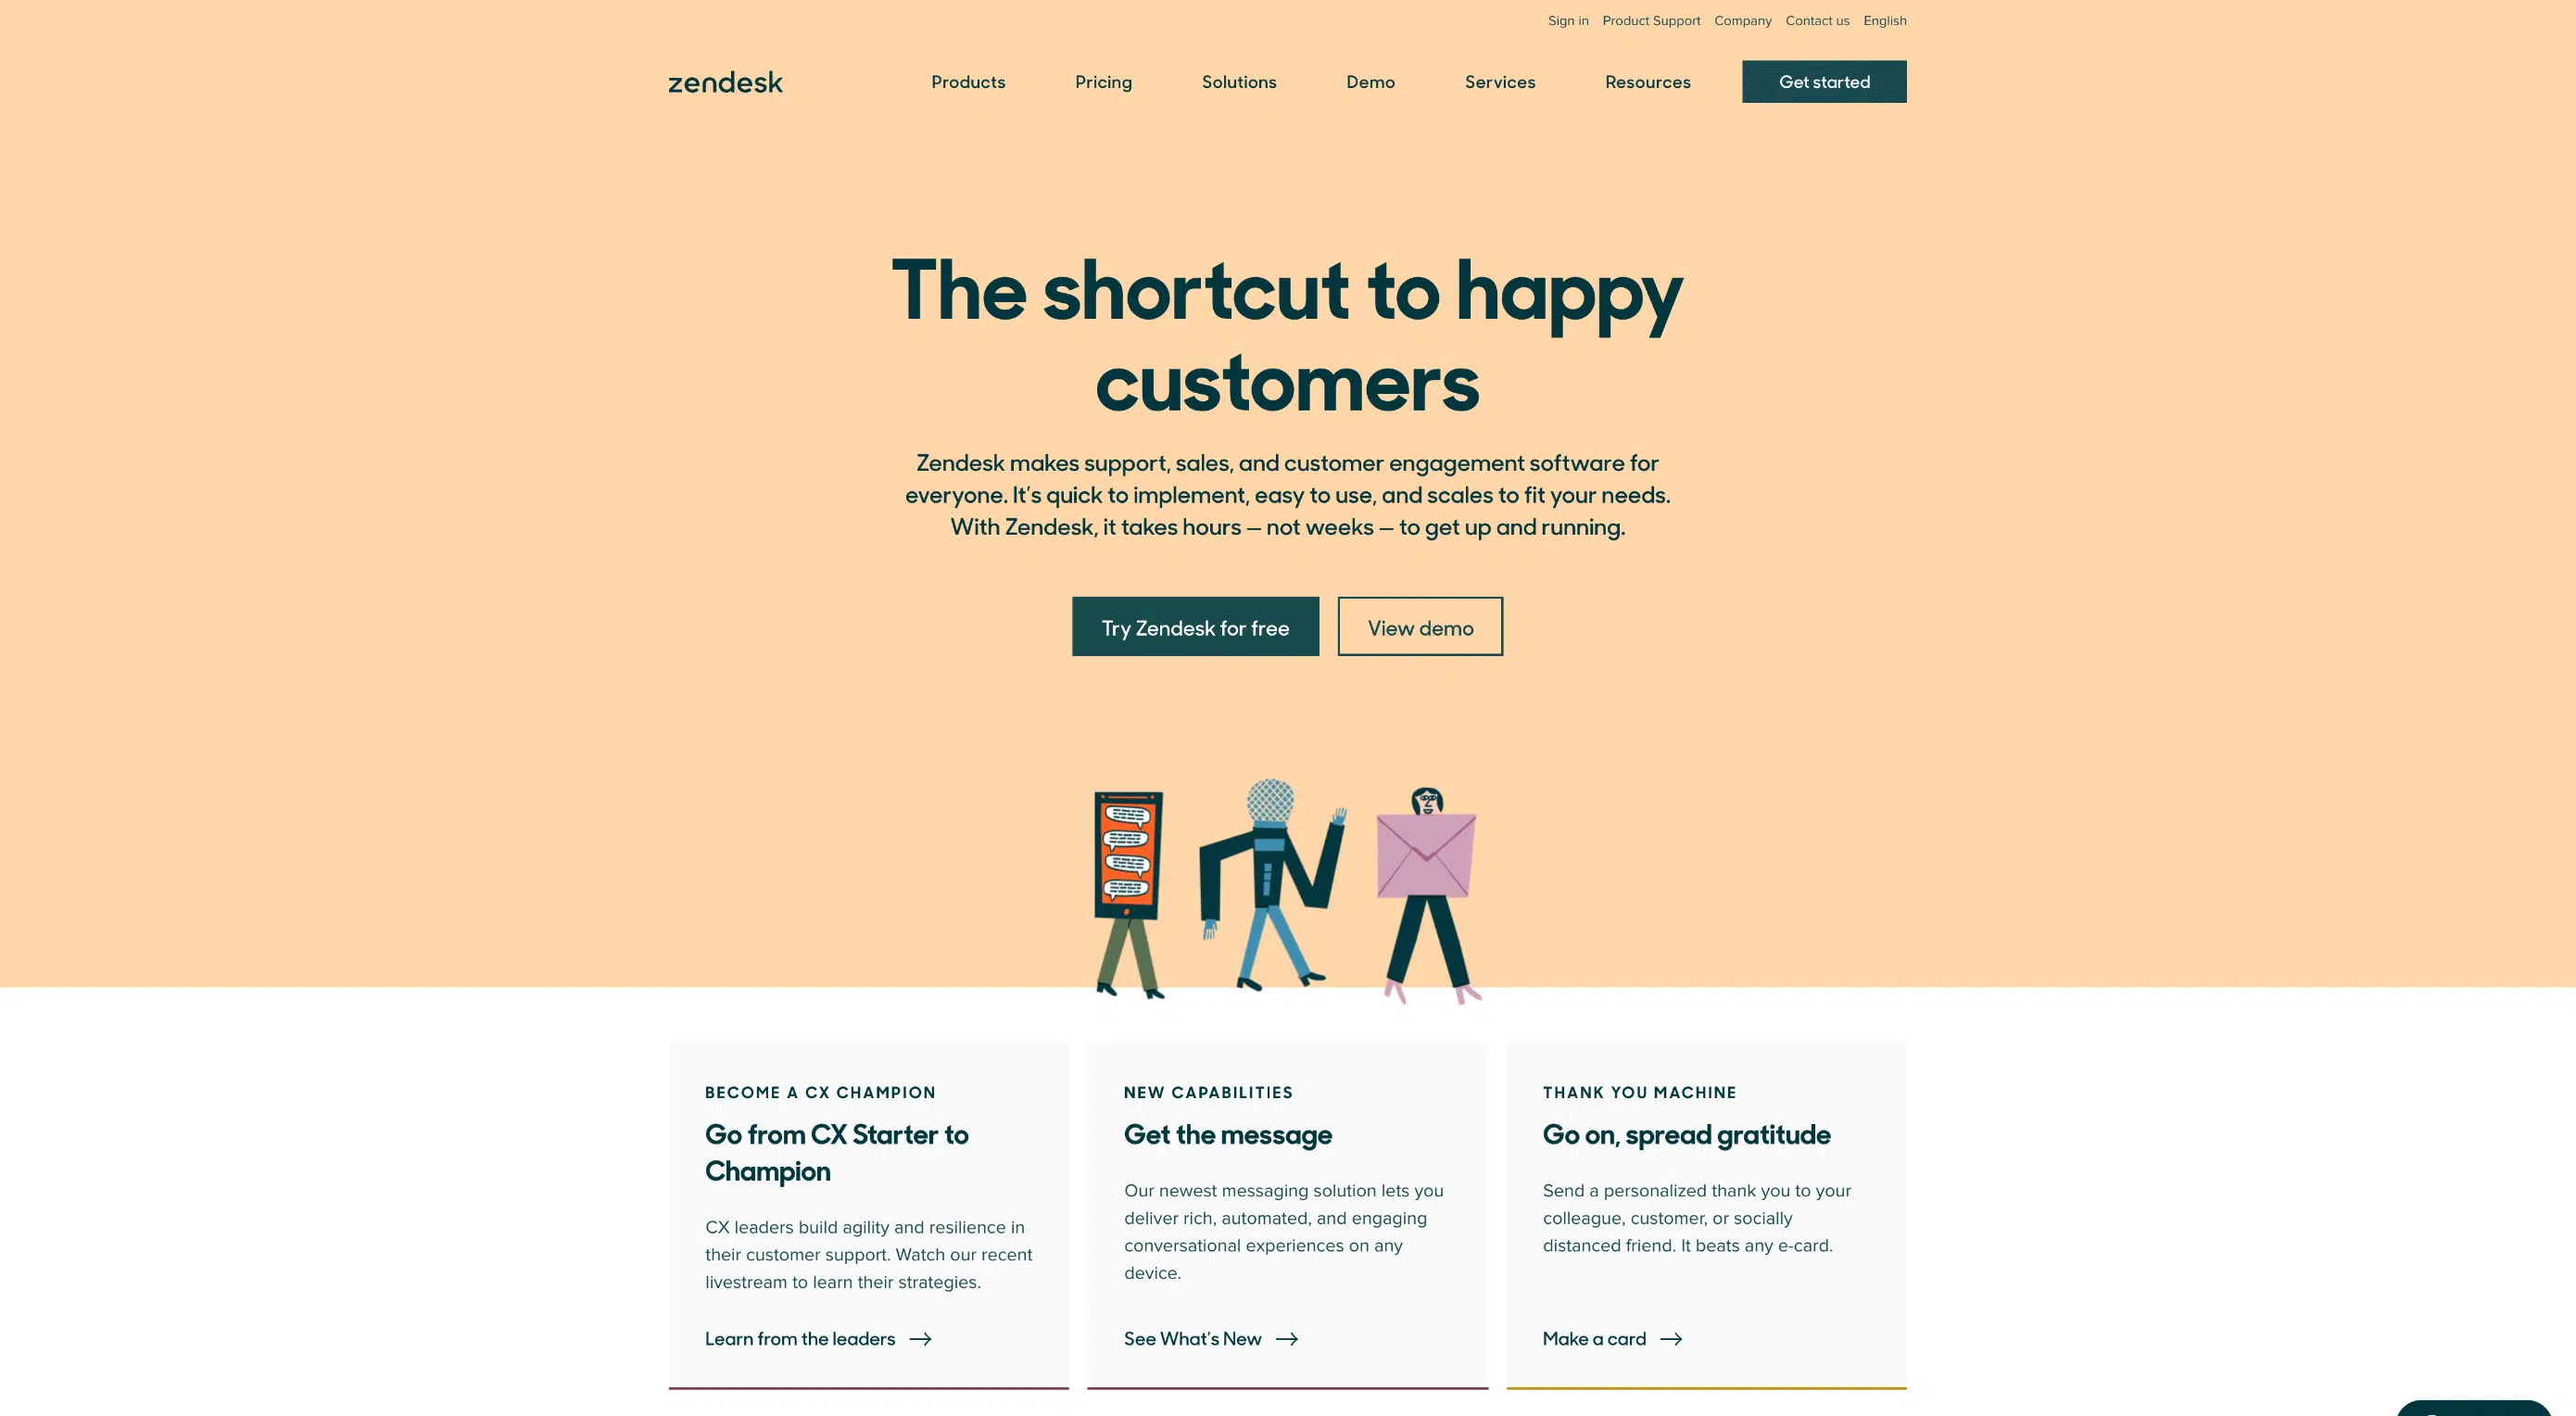 Sign in Product Support Company Contact us English
zendesk Products Pricing Solutions Demo Services Resources Get started
The shortcut to happy
customers
Zendesk makes support, sales, and customer engagement software for
everyone. It's quick to implement, easy to use, and scales to fit your needs.
With Zendesk, it takes hours — not weeks — to get up and running.
Try Zendesk for free View demo
BECOME A CX CHAMPION
Go from CX Starter to
Champion
CX leaders build agility and resilience in
their customer support. Watch our recent
livestream to learn their strategies.
Learn from the leaders →
NEW CAPABILITIES
Get the message
Our newest messaging solution lets you
deliver rich, automated, and engaging
conversational experiences on any
device.
See What's New →
THANK YOU MACHINE
Go on, spread gratitude
Send a personalized thank you to your
colleague, customer, or socially
distanced friend. It beats any e-card.
Make a card →